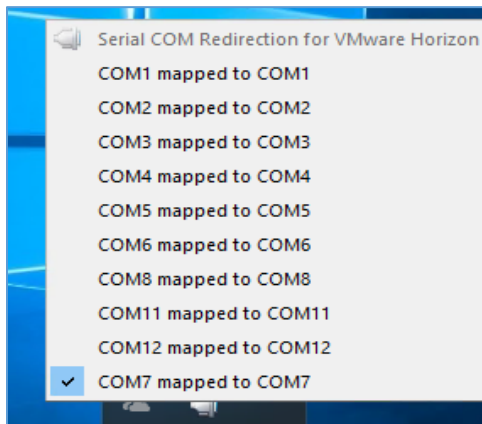 Serial COM Redirection for VMware Horizon
COM1 mapped to COM1
COM2 mapped to COM2
COM3 mapped to COM3
COM4 mapped to COM4
COM5 mapped to COM5
COM6 mapped to COM6
COM8 mapped to COM8
COM11 mapped to COM11
COM12 mapped to COM12
COM7 mapped to COM7